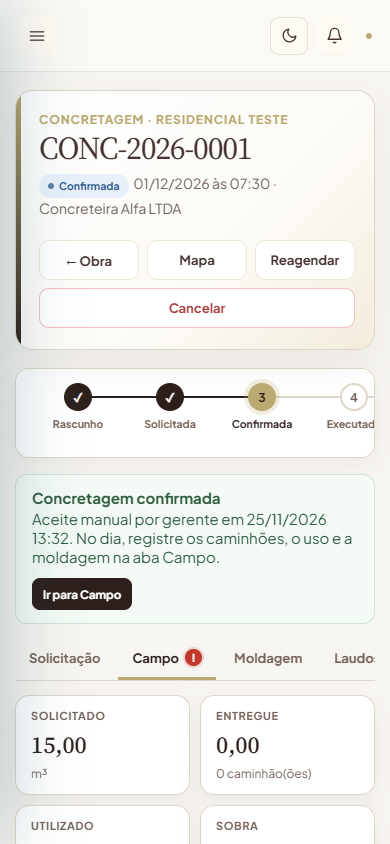 CONCRETAGEM · RESIDENCIAL TESTE
CONC-2026-0001
Confirmada 01/12/2026 às 07:30 ·
Concreteira Alfa LTDA
← Obra
Mapa
Reagendar
Cancelar
3
4
Rascunho
Solicitada
Confirmada
Executad
Concretagem confirmada
Aceite manual por gerente em 25/11/2026
13:32. No dia, registre os caminhões, o uso e a
moldagem na aba Campo.
Ir para Campo
Solicitação
Campo !
Moldagem
Laudos
SOLICITADO
15,00
m³
ENTREGUE
0,00
0 caminhão(ões)
UTILIZADO
SOBRA